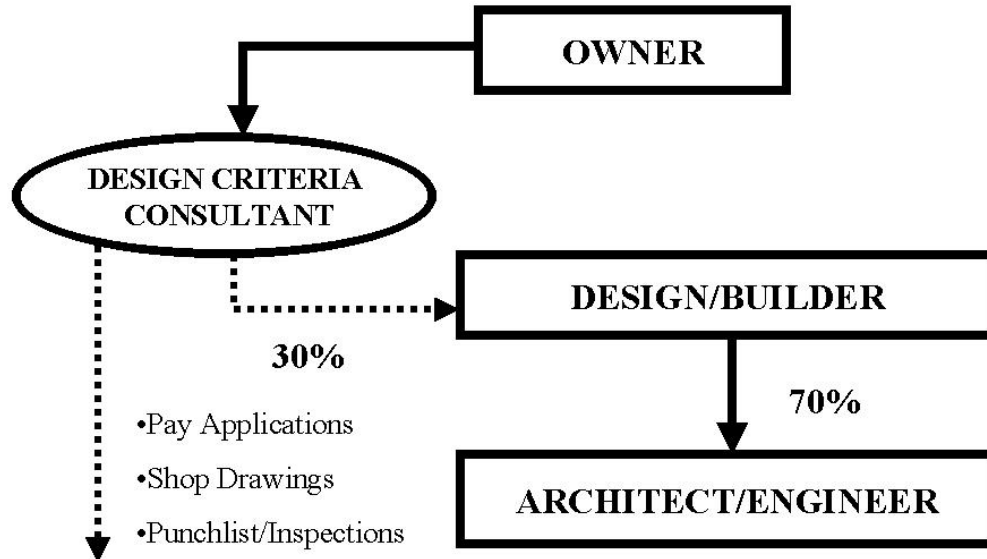 OWNER
DESIGN CRITERIA
CONSULTANT
DESIGN/BUILDER
30%
70%
•Pay Applications
•Shop Drawings
•Punchlist/Inspections
ARCHITECT/ENGINEER